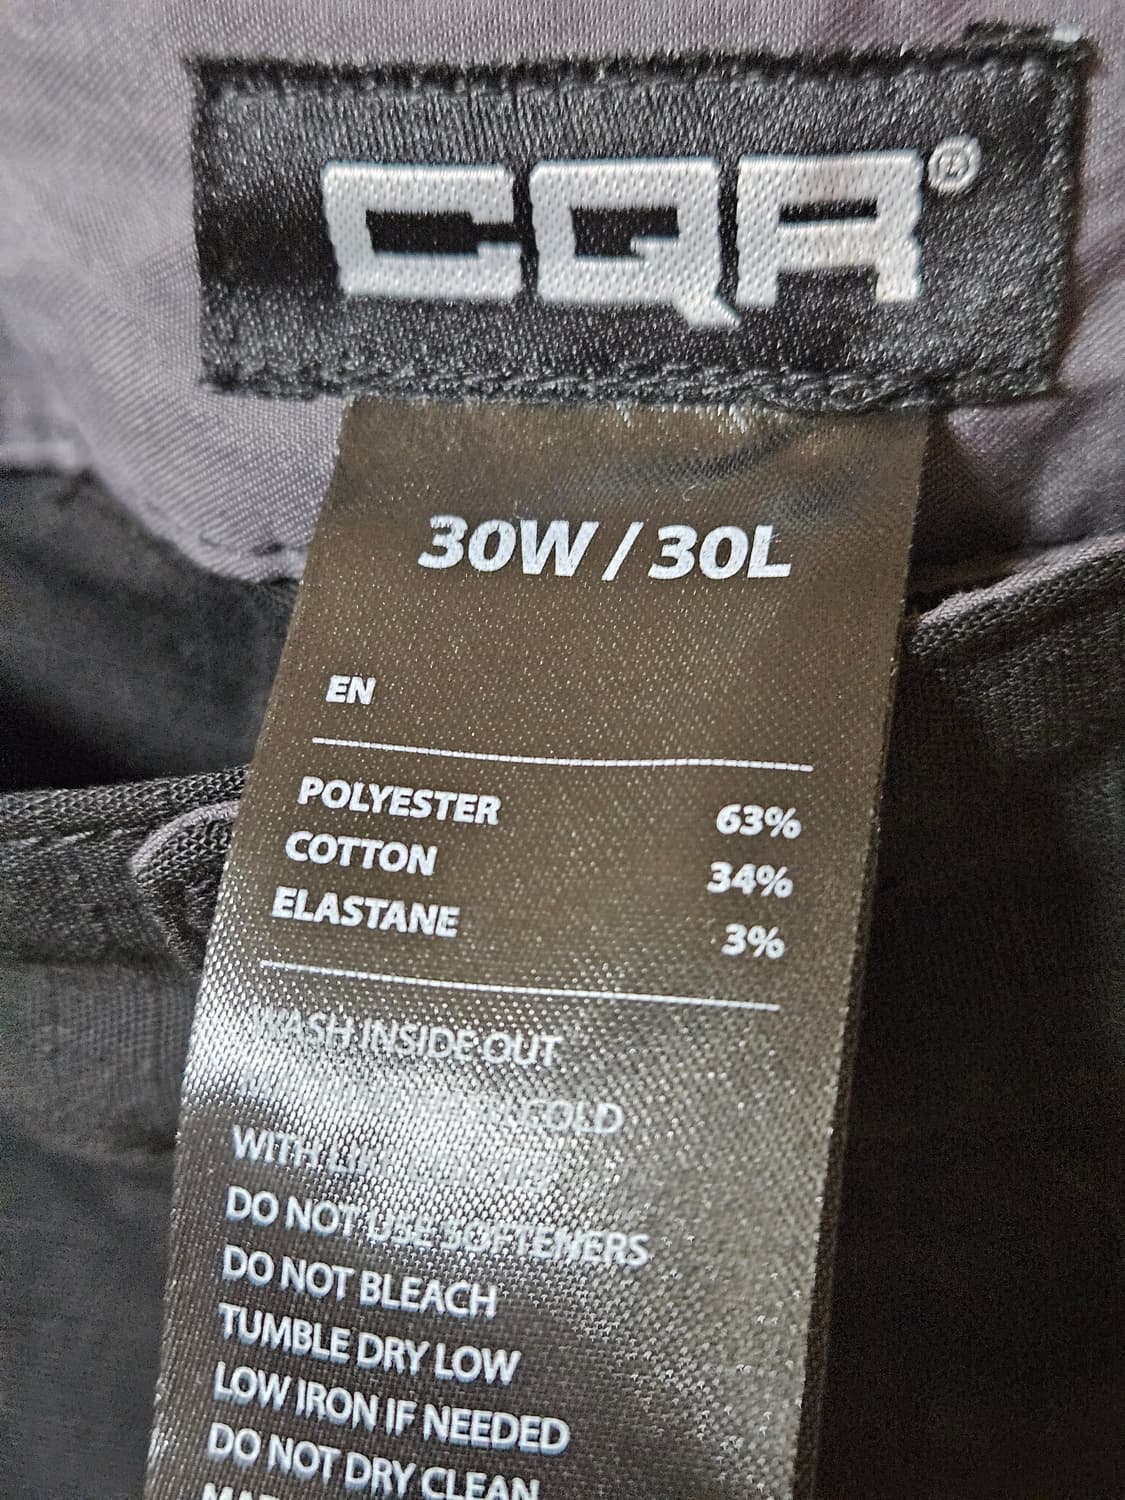 CQR®
30W / 30L
EN
POLYESTER 63%
COTTON 34%
ELASTANE 3%
WASH INSIDE OUT
COLD
WITH
DO NOT USE SOFTENERS
DO NOT BLEACH
TUMBLE DRY LOW
LOW IRON IF NEEDED
DO NOT DRY CLEAN